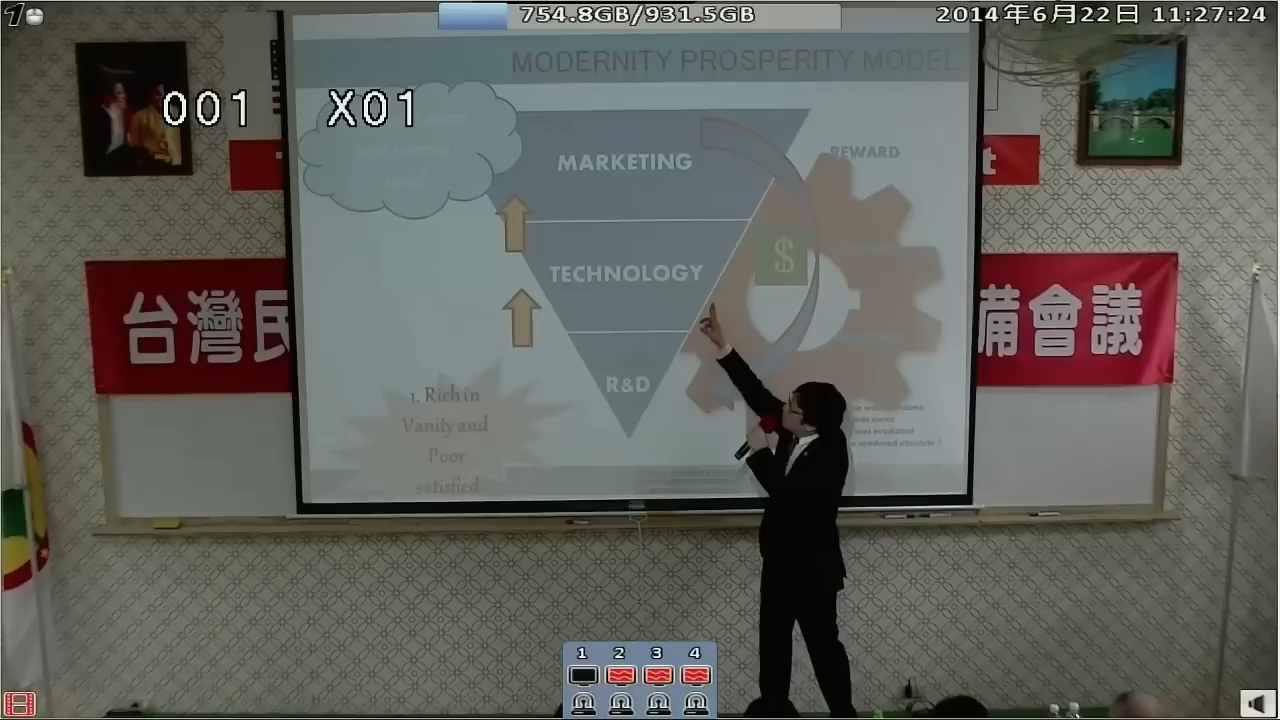 754.8GB/931.5GB
2014年6月22日 11:27:24
MODERNITY PROSPERITY MODEL
001 X01
MARKETING
REWARD
t
$
TECHNOLOGY
台灣民
備會議
R&D
1. Rich in
Vanity and
Poor
satisfied
1 2 3 4